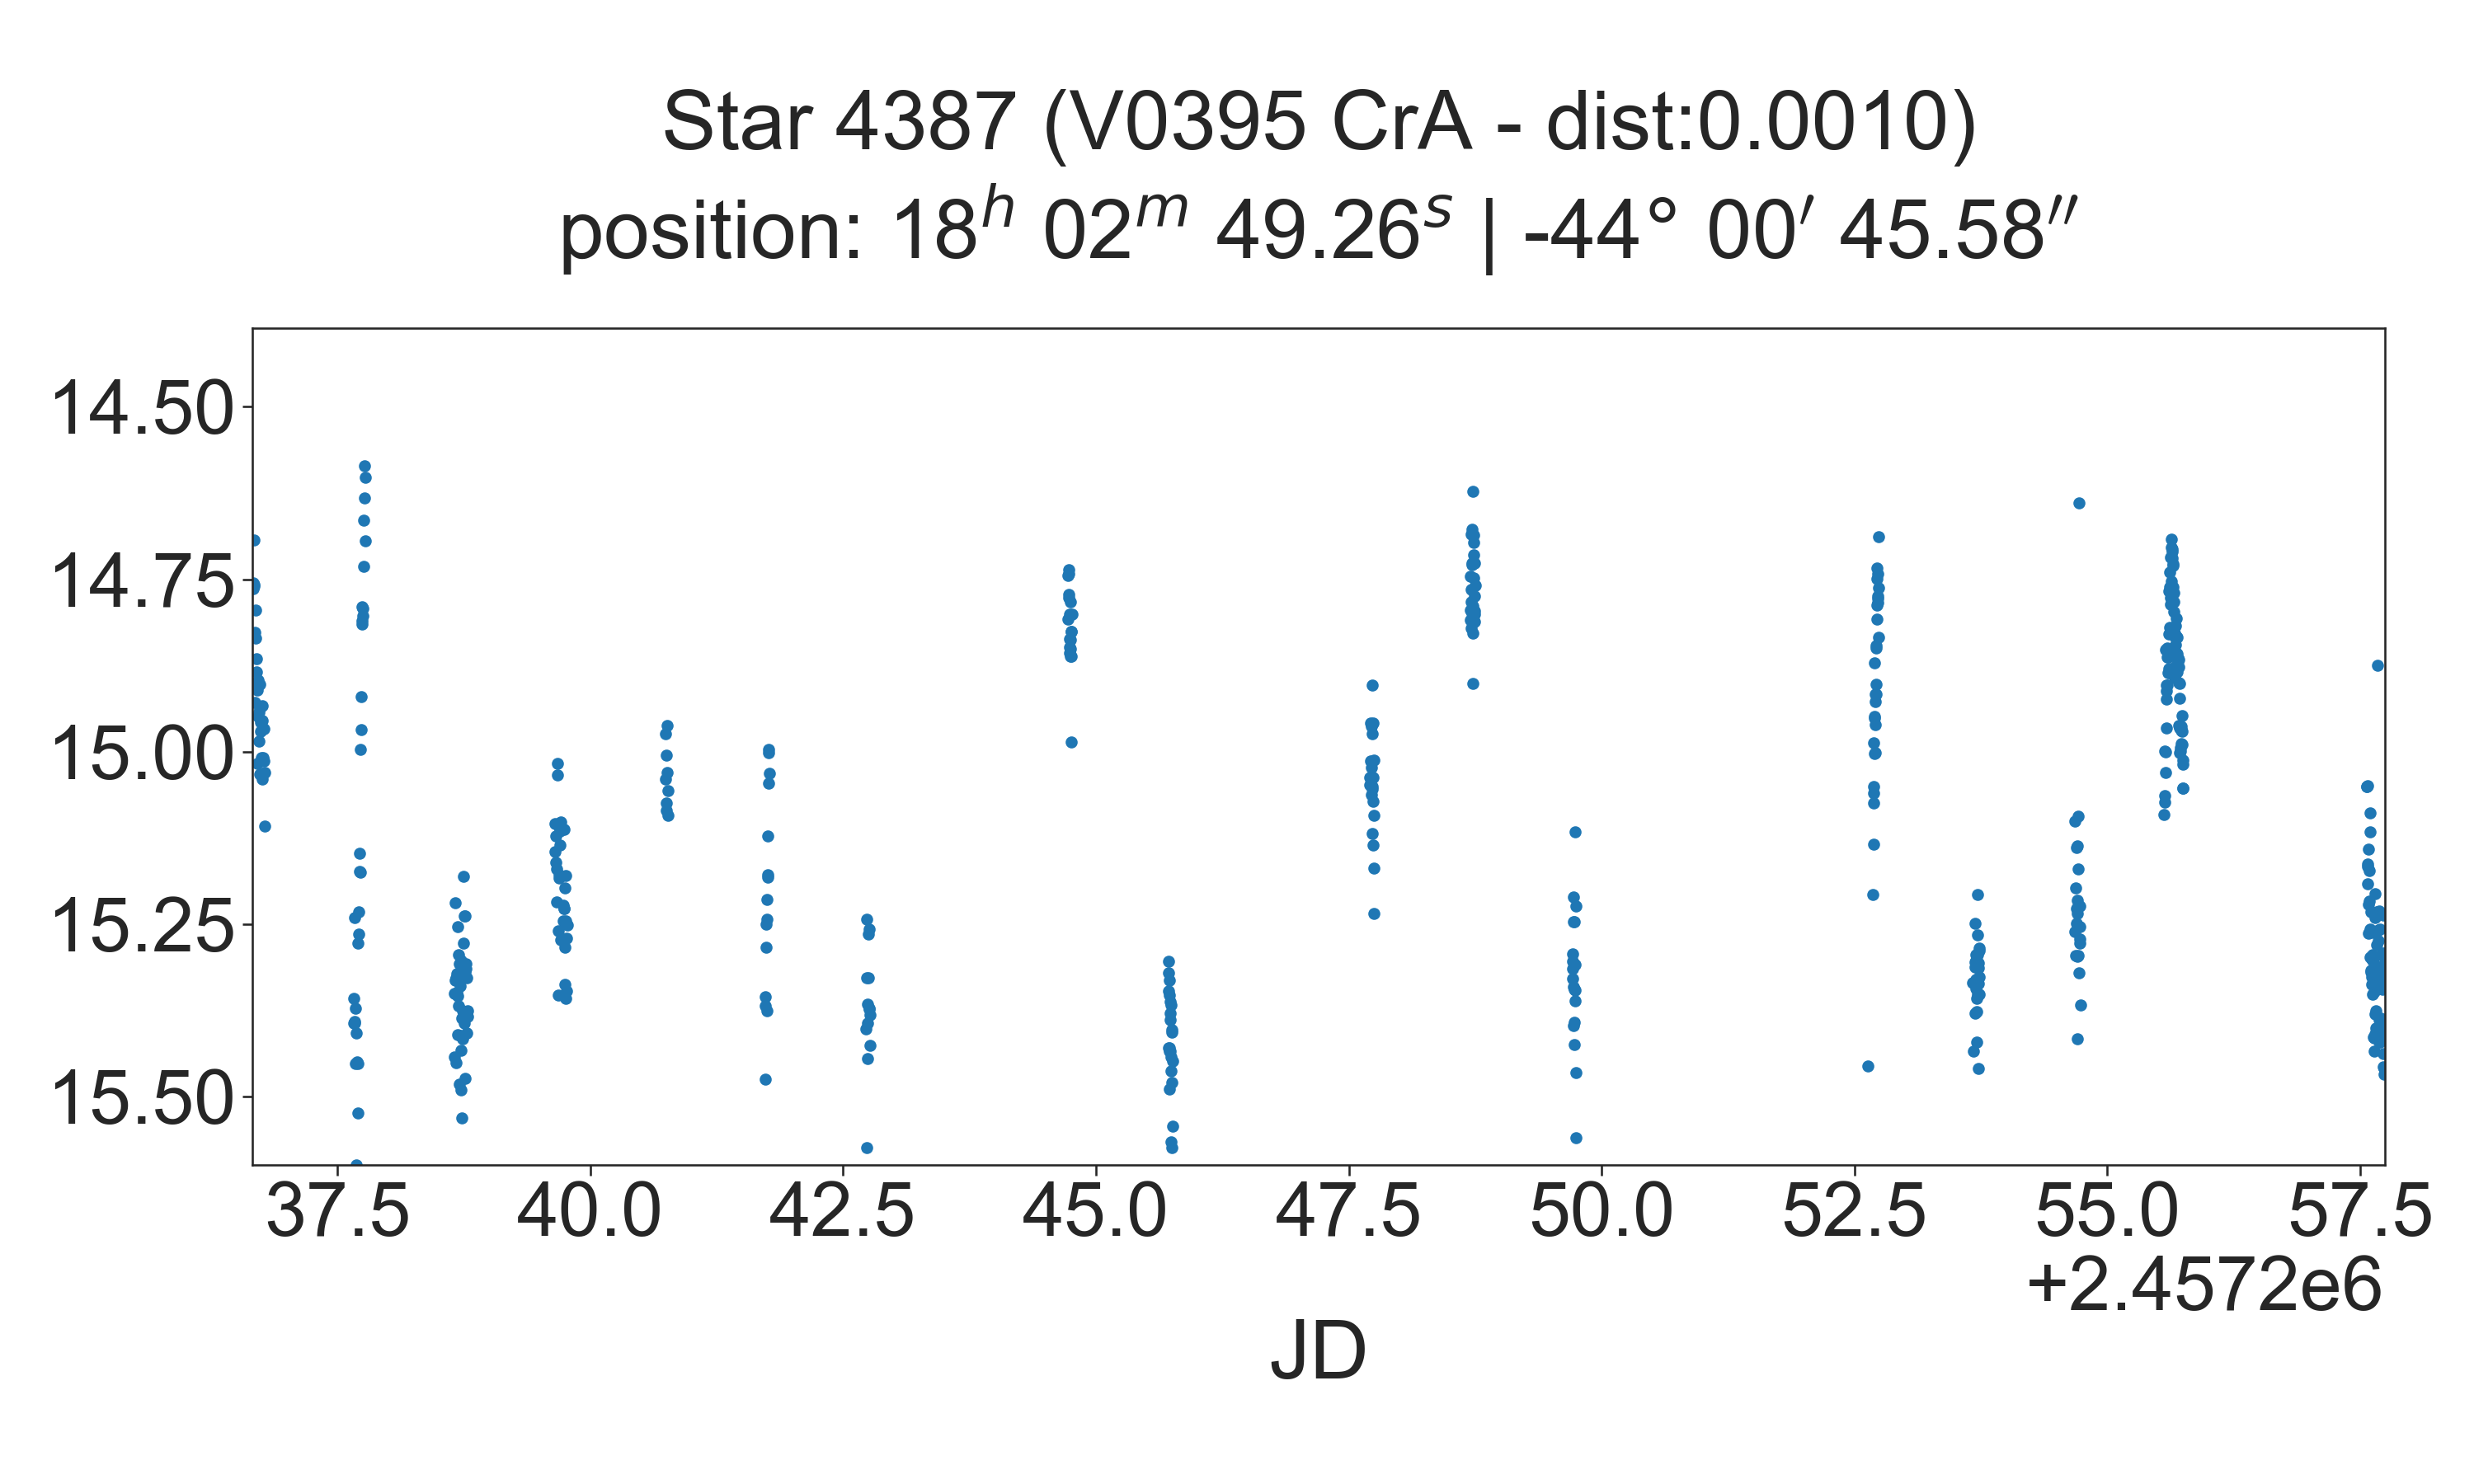 Star 4387 (V0395 CrA - dist:0.0010)
position: 18h 02m 49.26s | -44° 00′ 45.58″
14.50
14.75
15.00
15.25
15.50
37.5 40.0 42.5 45.0 47.5 50.0 52.5 55.0 57.5
+2.4572e6
JD